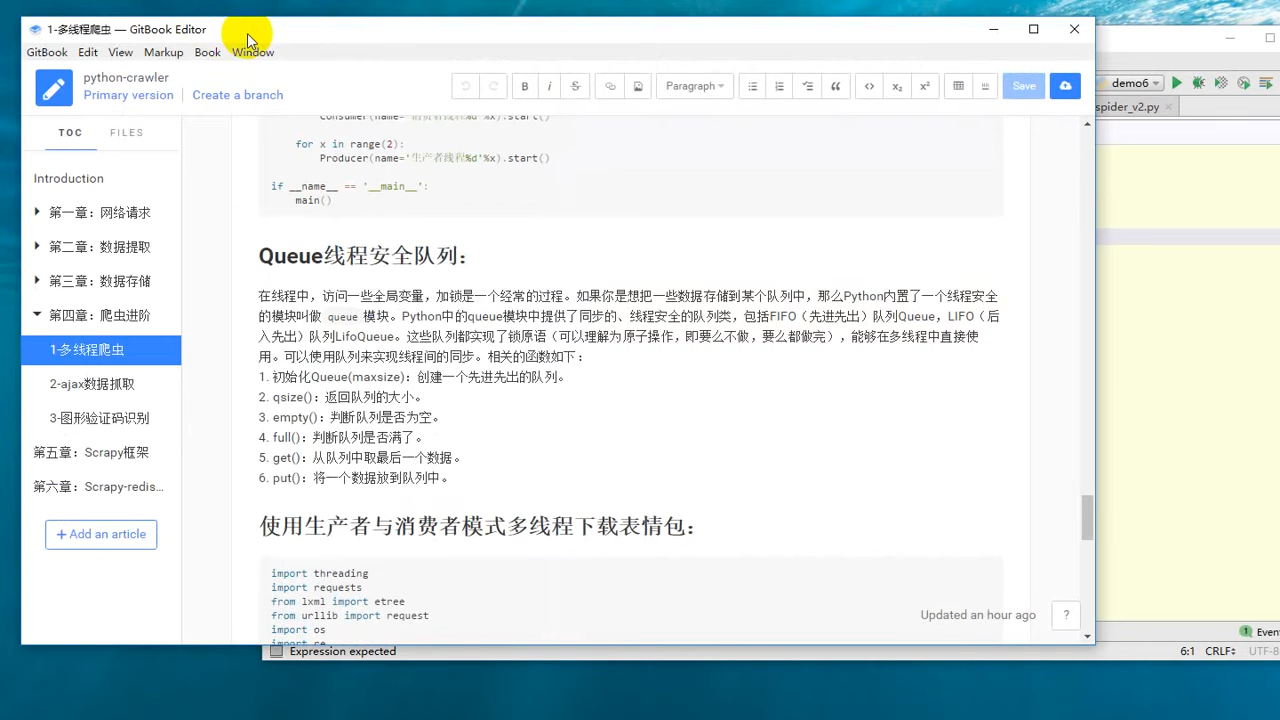 1-多线程爬虫 — GitBook Editor
GitBook Edit View Markup Book Window
python-crawler
Primary version Create a branch
Paragraph
Save
demo6
spider_v2.py
TOC FILES
Introduction
第一章：网络请求
第二章：数据提取
第三章：数据存储
第四章：爬虫进阶
1-多线程爬虫
2-ajax数据抓取
3-图形验证码识别
第五章：Scrapy框架
第六章：Scrapy-redis...
+ Add an article
Consumer(name='消费者线程%d'%x).start()
for x in range(2):
Producer(name='生产者线程%d'%x).start()
if __name__ == '__main__':
main()
Queue线程安全队列：
在线程中，访问一些全局变量，加锁是一个经常的过程。如果你是想把一些数据存储到某个队列中，那么Python内置了一个线程安全
的模块叫做 queue 模块。Python中的queue模块中提供了同步的、线程安全的队列类，包括FIFO（先进先出）队列Queue，LIFO（后
入先出）队列LifoQueue。这些队列都实现了锁原语（可以理解为原子操作，即要么不做，要么都做完），能够在多线程中直接使
用。可以使用队列来实现线程间的同步。相关的函数如下：
1. 初始化Queue(maxsize)：创建一个先进先出的队列。
2. qsize()：返回队列的大小。
3. empty()：判断队列是否为空。
4. full()：判断队列是否满了。
5. get()：从队列中取最后一个数据。
6. put()：将一个数据放到队列中。
使用生产者与消费者模式多线程下载表情包：
import threading
import requests
from lxml import etree
from urllib import request
import os
import re
Updated an hour ago
?
1 Even
Expression expected
6:1 CRLF UTF-8